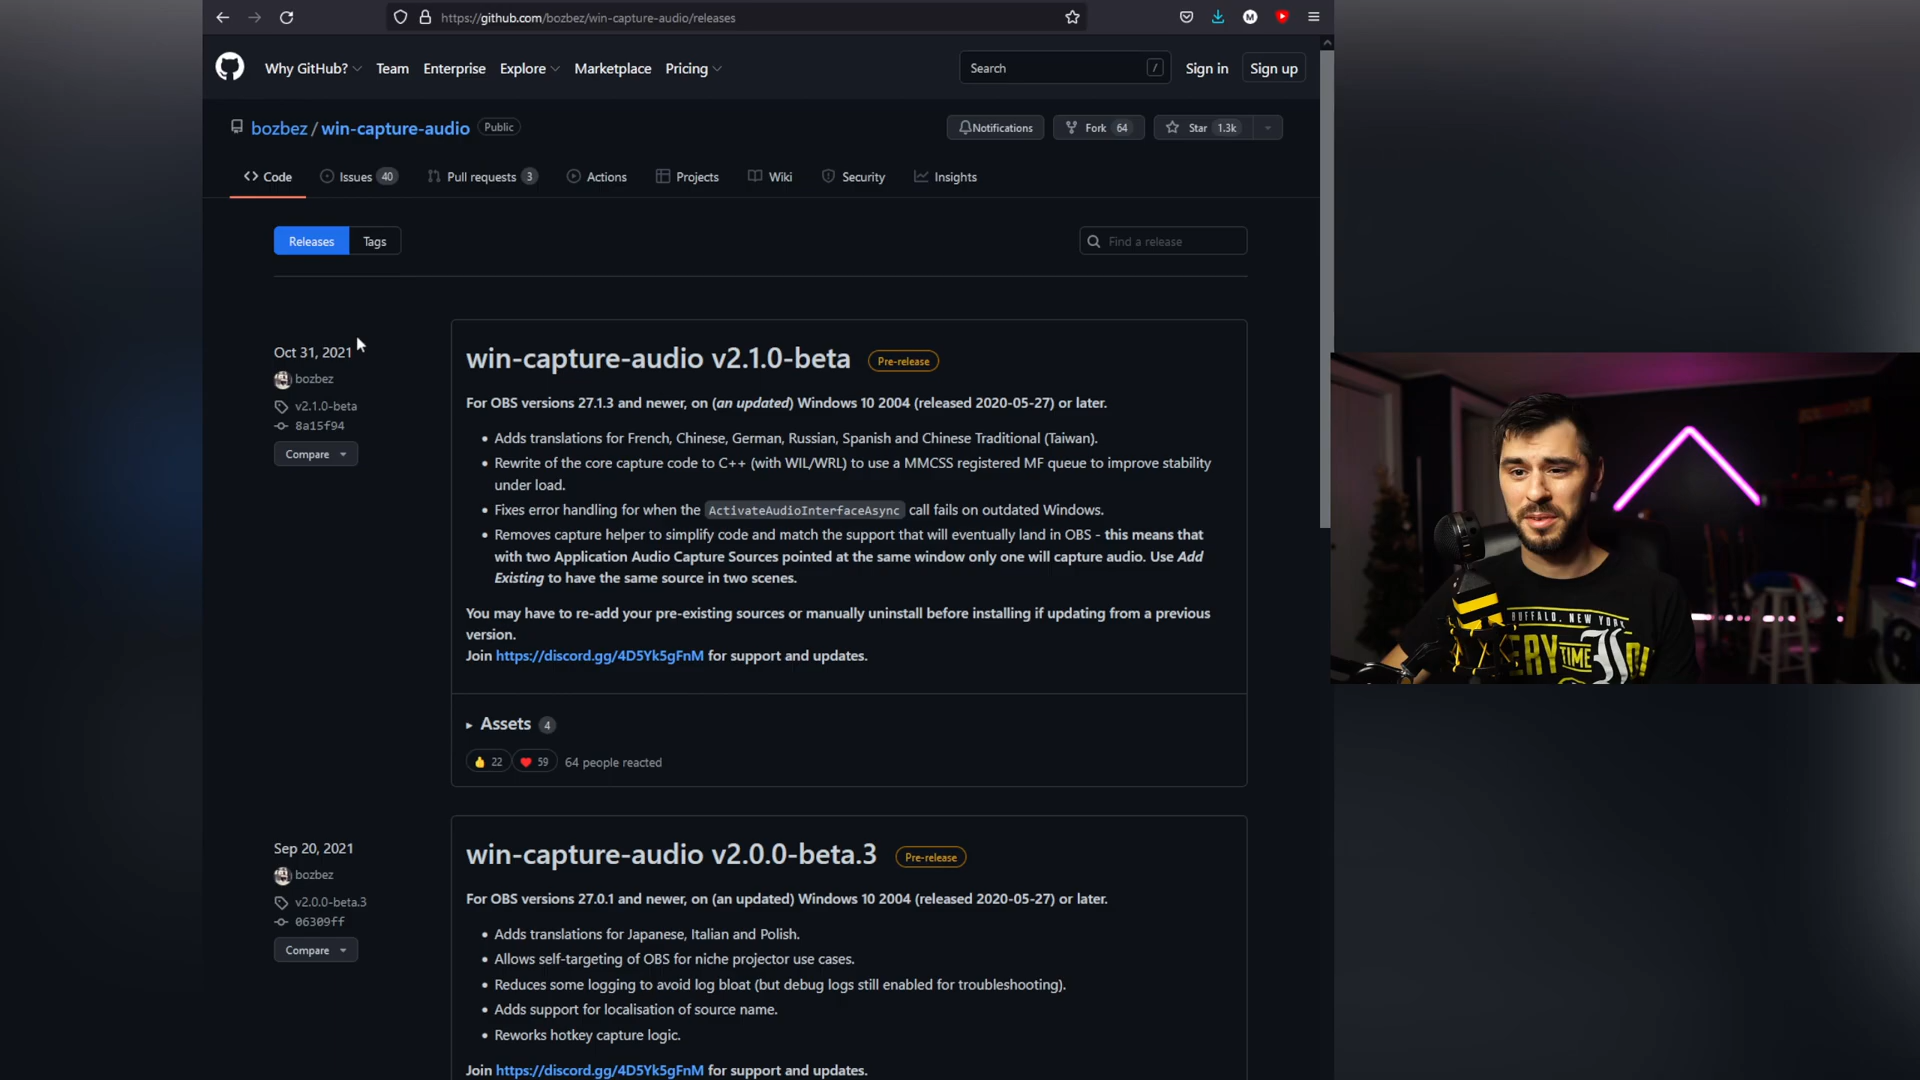 https://github.com/bozbez/win-capture-audio/releases
M
Why GitHub? Team Enterprise Explore Marketplace Pricing
Search /
Sign in Sign up
bozbez / win-capture-audio Public
Notifications Fork 64 Star 1.3k
Code Issues 40 Pull requests 3 Actions Projects Wiki Security Insights
Releases Tags
Find a release
Oct 31, 2021
bozbez
v2.1.0-beta
8a15f94
Compare
win-capture-audio v2.1.0-beta Pre-release
For OBS versions 27.1.3 and newer, on (an updated) Windows 10 2004 (released 2020-05-27) or later.
• Adds translations for French, Chinese, German, Russian, Spanish and Chinese Traditional (Taiwan).
• Rewrite of the core capture code to C++ (with WIL/WRL) to use a MMCSS registered MF queue to improve stability
under load.
• Fixes error handling for when the ActivateAudioInterfaceAsync call fails on outdated Windows.
• Removes capture helper to simplify code and match the support that will eventually land in OBS - this means that
with two Application Audio Capture Sources pointed at the same window only one will capture audio. Use Add
Existing to have the same source in two scenes.
You may have to re-add your pre-existing sources or manually uninstall before installing if updating from a previous
version.
Join https://discord.gg/4D5Yk5gFnM for support and updates.
Assets 4
22 59 64 people reacted
Sep 20, 2021
bozbez
v2.0.0-beta.3
06309ff
Compare
win-capture-audio v2.0.0-beta.3 Pre-release
For OBS versions 27.0.1 and newer, on (an updated) Windows 10 2004 (released 2020-05-27) or later.
• Adds translations for Japanese, Italian and Polish.
• Allows self-targeting of OBS for niche projector use cases.
• Reduces some logging to avoid log bloat (but debug logs still enabled for troubleshooting).
• Adds support for localisation of source name.
• Reworks hotkey capture logic.
Join https://discord.gg/4D5Yk5gFnM for support and updates.
BUFFALO, NEW YORK
ERY
TIME